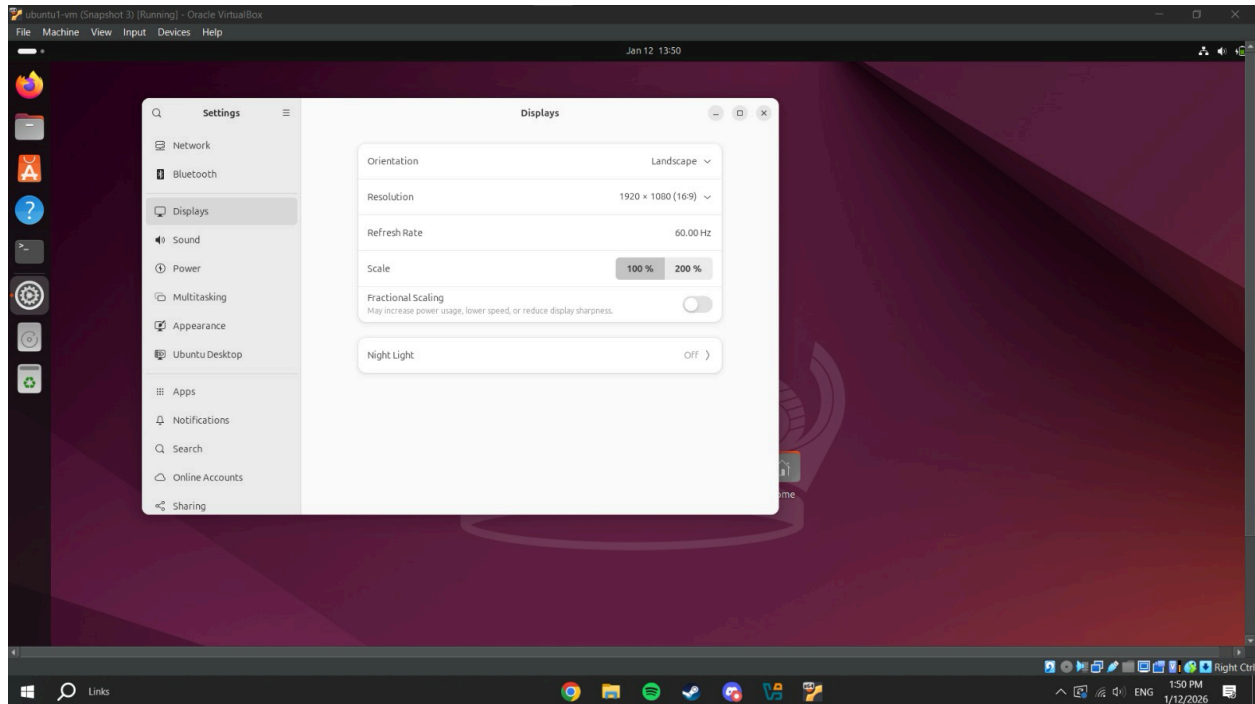 ubuntu1-vm (Snapshot 3) [Running] - Oracle VirtualBox
File Machine View Input Devices Help
Jan 12 13:50
Settings
Displays
Network
Bluetooth
Displays
Sound
Power
Multitasking
Appearance
Ubuntu Desktop
Apps
Notifications
Search
Online Accounts
Sharing
Orientation Landscape
Resolution 1920 × 1080 (16:9)
Refresh Rate 60.00 Hz
Scale 100 % 200 %
Fractional Scaling
May increase power usage, lower speed, or reduce display sharpness.
Night Light Off
ome
Right Ctrl
Links
ENG
1:50 PM
1/12/2026